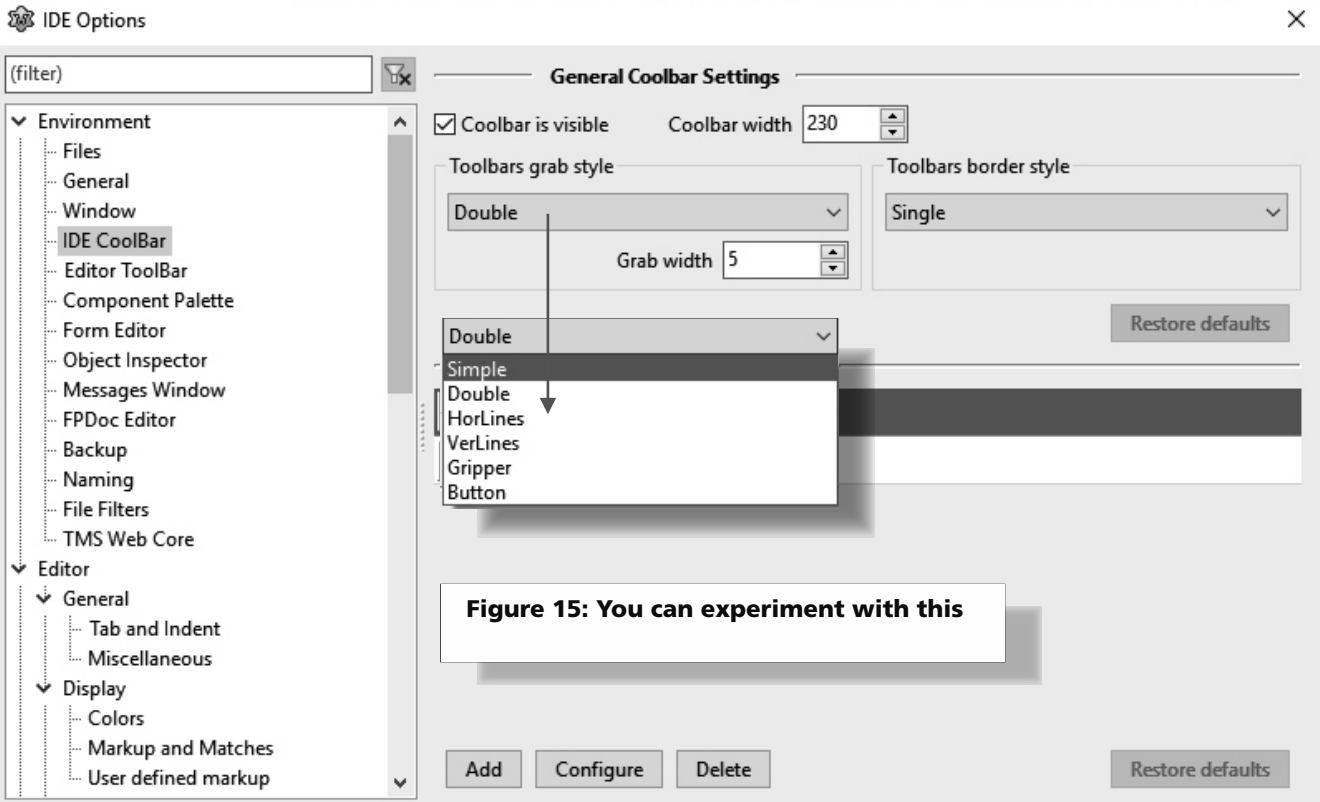 IDE Options
(filter)
Environment
Files
General
Window
IDE CoolBar
Editor ToolBar
Component Palette
Form Editor
Object Inspector
Messages Window
FPDoc Editor
Backup
Naming
File Filters
TMS Web Core
Editor
General
Tab and Indent
Miscellaneous
Display
Colors
Markup and Matches
User defined markup
General Coolbar Settings
Coolbar is visible Coolbar width 230
Toolbars grab style
Double
Grab width 5
Toolbars border style
Single
Restore defaults
Double
Simple
Double
HorLines
VerLines
Gripper
Button
Figure 15: You can experiment with this
Add Configure Delete Restore defaults